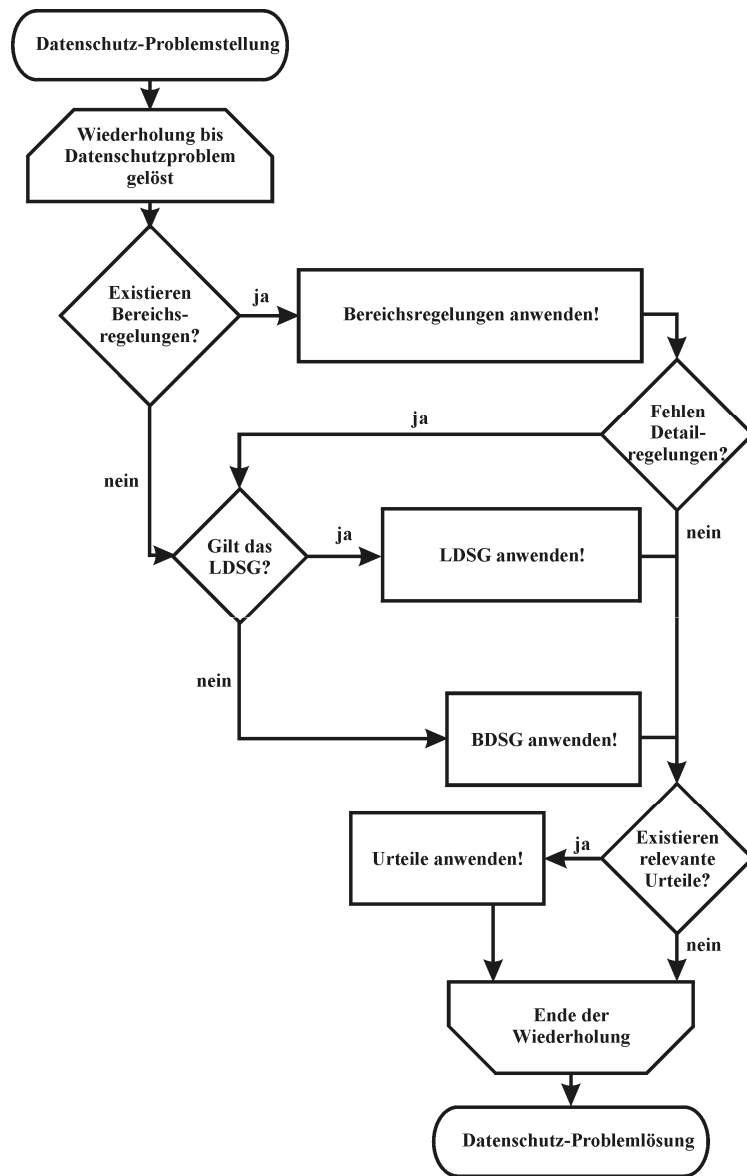 Datenschutz-Problemstellung
Wiederholung bis
Datenschutzproblem
gelöst
Existieren
Bereichs-
regelungen?
ja
Bereichsregelungen anwenden!
Fehlen
Detail-
regelungen?
ja
nein
nein
Gilt das
LDSG?
ja
LDSG anwenden!
nein
BDSG anwenden!
Existieren
relevante
Urteile?
ja
Urteile anwenden!
nein
Ende der
Wiederholung
Datenschutz-Problemlösung